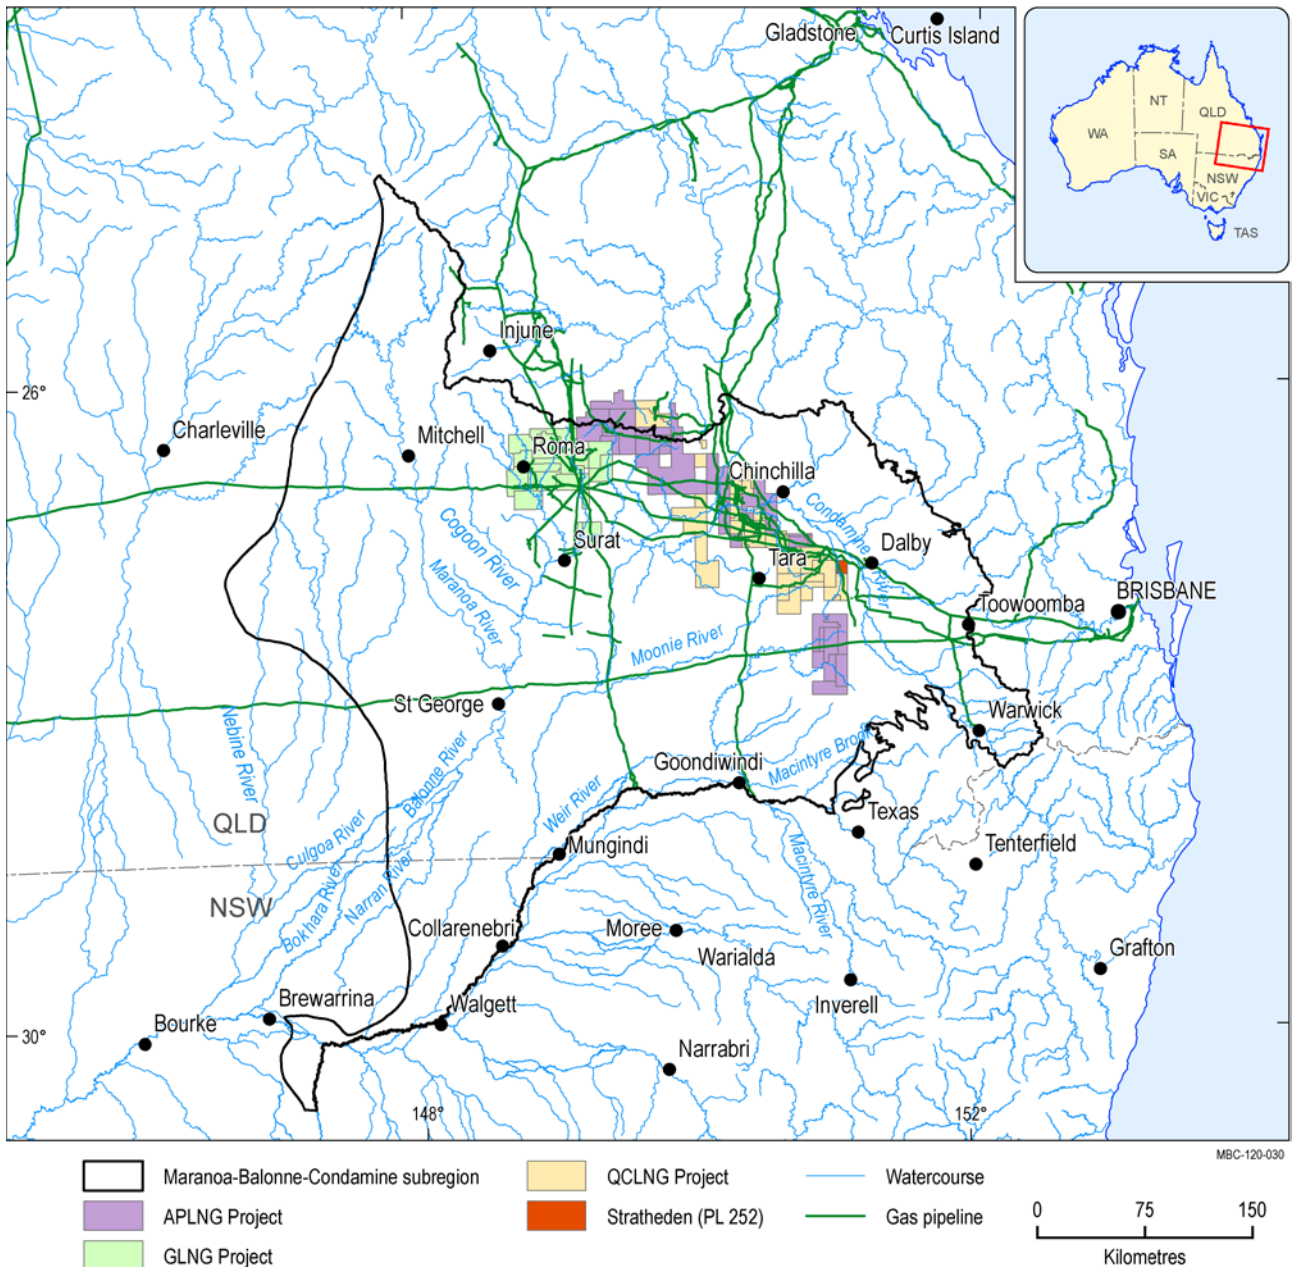 Gladstone
Curtis Island
NT
QLD
WA
SA
NSW
VIC
TAS
Injune
26°
Charleville
Mitchell
Roma
Chinchilla
Condamine River
Cogoon River
Surat
Dalby
Maranoa River
Tara
BRISBANE
Toowoomba
Moonie River
St George
Warwick
Nebine River
Balonne River
Goondiwindi
Macintyre Brook
Weir River
Texas
QLD
Culgoa River
Mungindi
Tenterfield
Macintyre River
NSW
Bokhara River
Narran River
Collarenebri
Moree
Warialda
Grafton
Brewarrina
Walgett
Inverell
Bourke
30°
Narrabri
148°
152°
MBC-120-030
Maranoa-Balonne-Condamine subregion
QCLNG Project
Watercourse
APLNG Project
Stratheden (PL 252)
Gas pipeline
0 75 150
GLNG Project
Kilometres